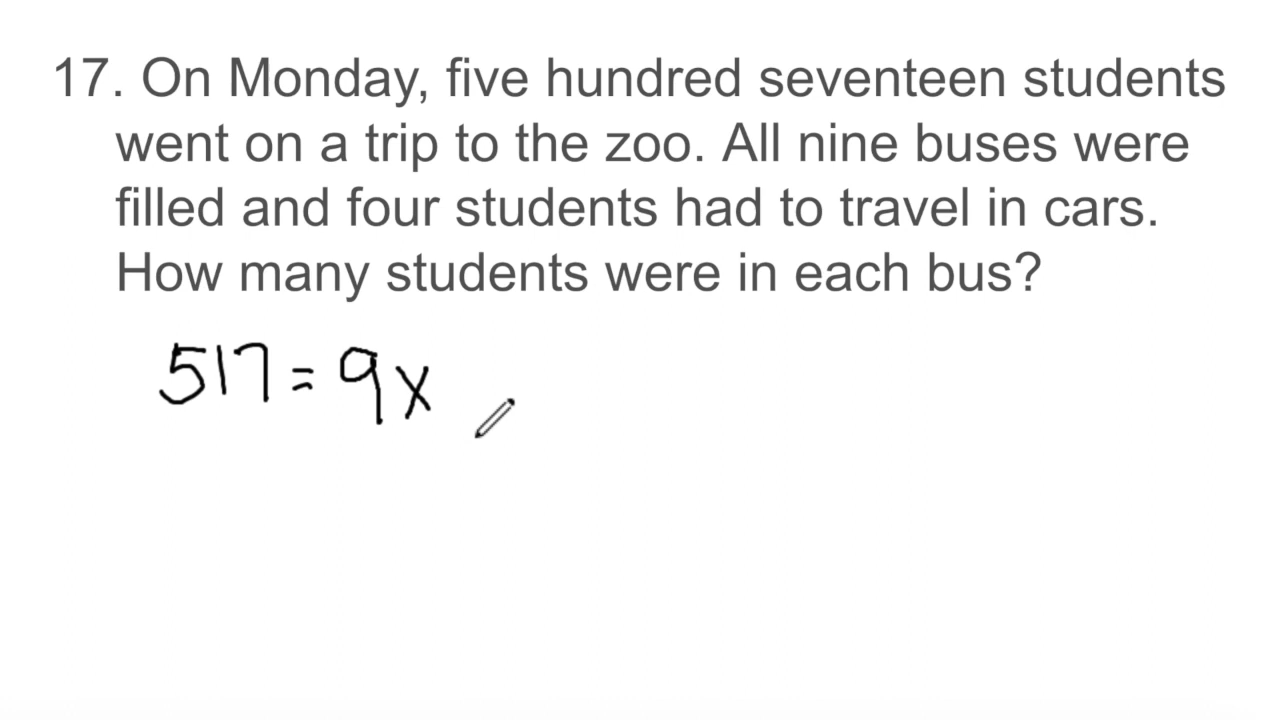 17. On Monday, five hundred seventeen students
went on a trip to the zoo. All nine buses were
filled and four students had to travel in cars.
How many students were in each bus?
517 = 9x